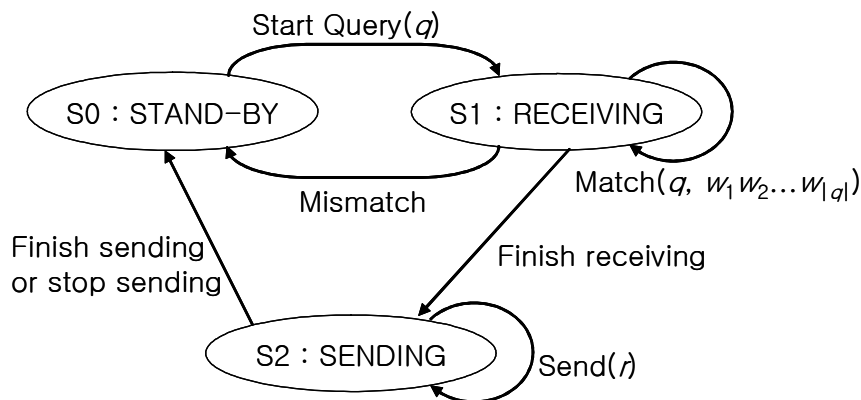 Start Query(q)
S0 : STAND-BY
S1 : RECEIVING
Match(q, w1w2...w|q|)
Mismatch
Finish sending
or stop sending
Finish receiving
S2 : SENDING
Send(r)